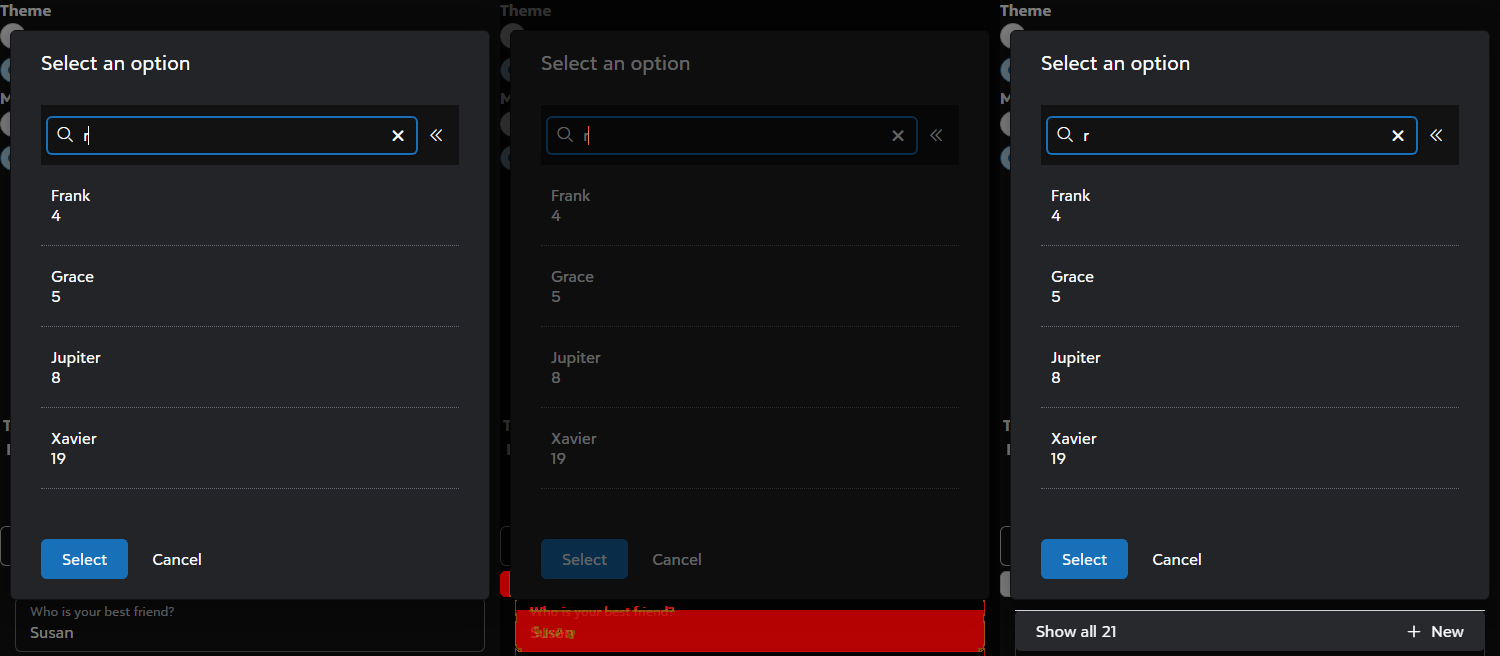 Theme
Select an option
r
Frank
4
Grace
5
Jupiter
8
Xavier
19
Select Cancel
Who is your best friend?
Susan
Theme
Select an option
r
Frank
4
Grace
5
Jupiter
8
Xavier
19
Select Cancel
Who is your best friend?
Theme
Select an option
r
Frank
4
Grace
5
Jupiter
8
Xavier
19
Select Cancel
Show all 21 + New